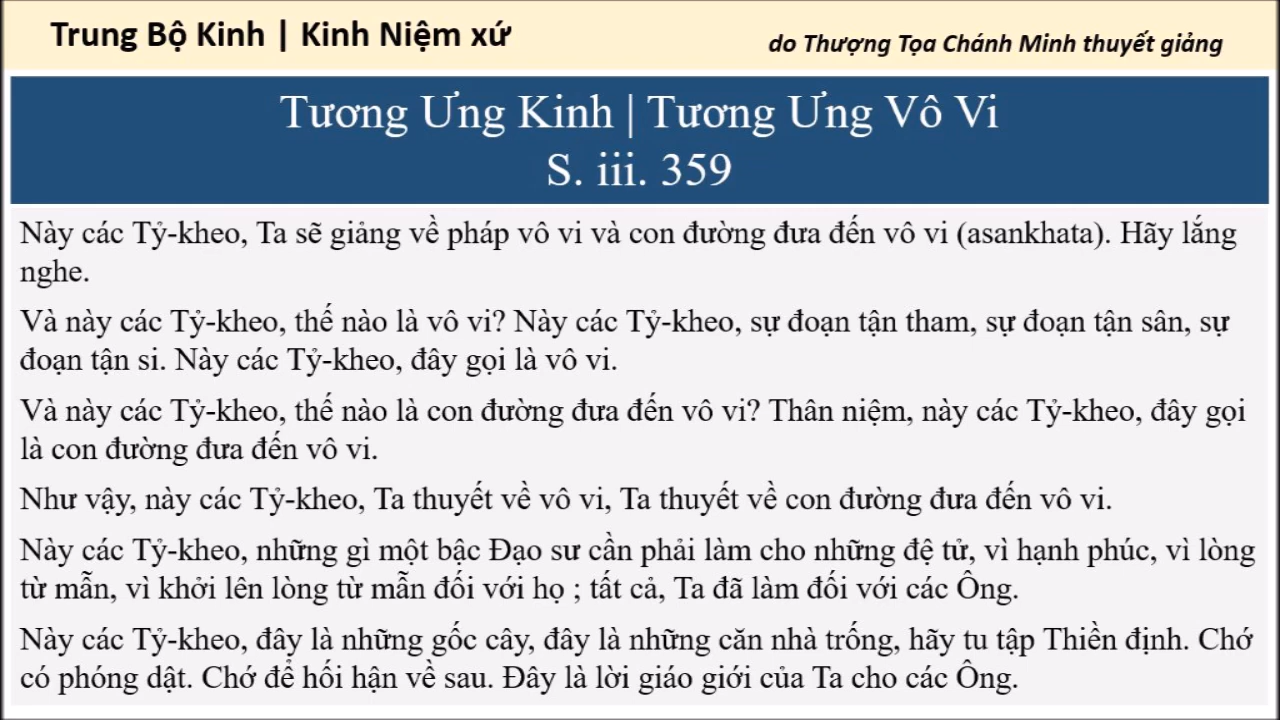 Trung Bộ Kinh | Kinh Niệm xứ
do Thượng Tọa Chánh Minh thuyết giảng
Tương Ưng Kinh | Tương Ưng Vô Vi
S. iii. 359
Này các Tỷ-kheo, Ta sẽ giảng về pháp vô vi và con đường đưa đến vô vi (asankhata). Hãy lắng
nghe.
Và này các Tỷ-kheo, thế nào là vô vi? Này các Tỷ-kheo, sự đoạn tận tham, sự đoạn tận sân, sự
đoạn tận si. Này các Tỷ-kheo, đây gọi là vô vi.
Và này các Tỷ-kheo, thế nào là con đường đưa đến vô vi? Thân niệm, này các Tỷ-kheo, đây gọi
là con đường đưa đến vô vi.
Như vậy, này các Tỷ-kheo, Ta thuyết về vô vi, Ta thuyết về con đường đưa đến vô vi.
Này các Tỷ-kheo, những gì một bậc Đạo sư cần phải làm cho những đệ tử, vì hạnh phúc, vì lòng
từ mẫn, vì khởi lên lòng từ mẫn đối với họ ; tất cả, Ta đã làm đối với các Ông.
Này các Tỷ-kheo, đây là những gốc cây, đây là những căn nhà trống, hãy tu tập Thiền định. Chớ
có phóng dật. Chớ để hối hận về sau. Đây là lời giáo giới của Ta cho các Ông.